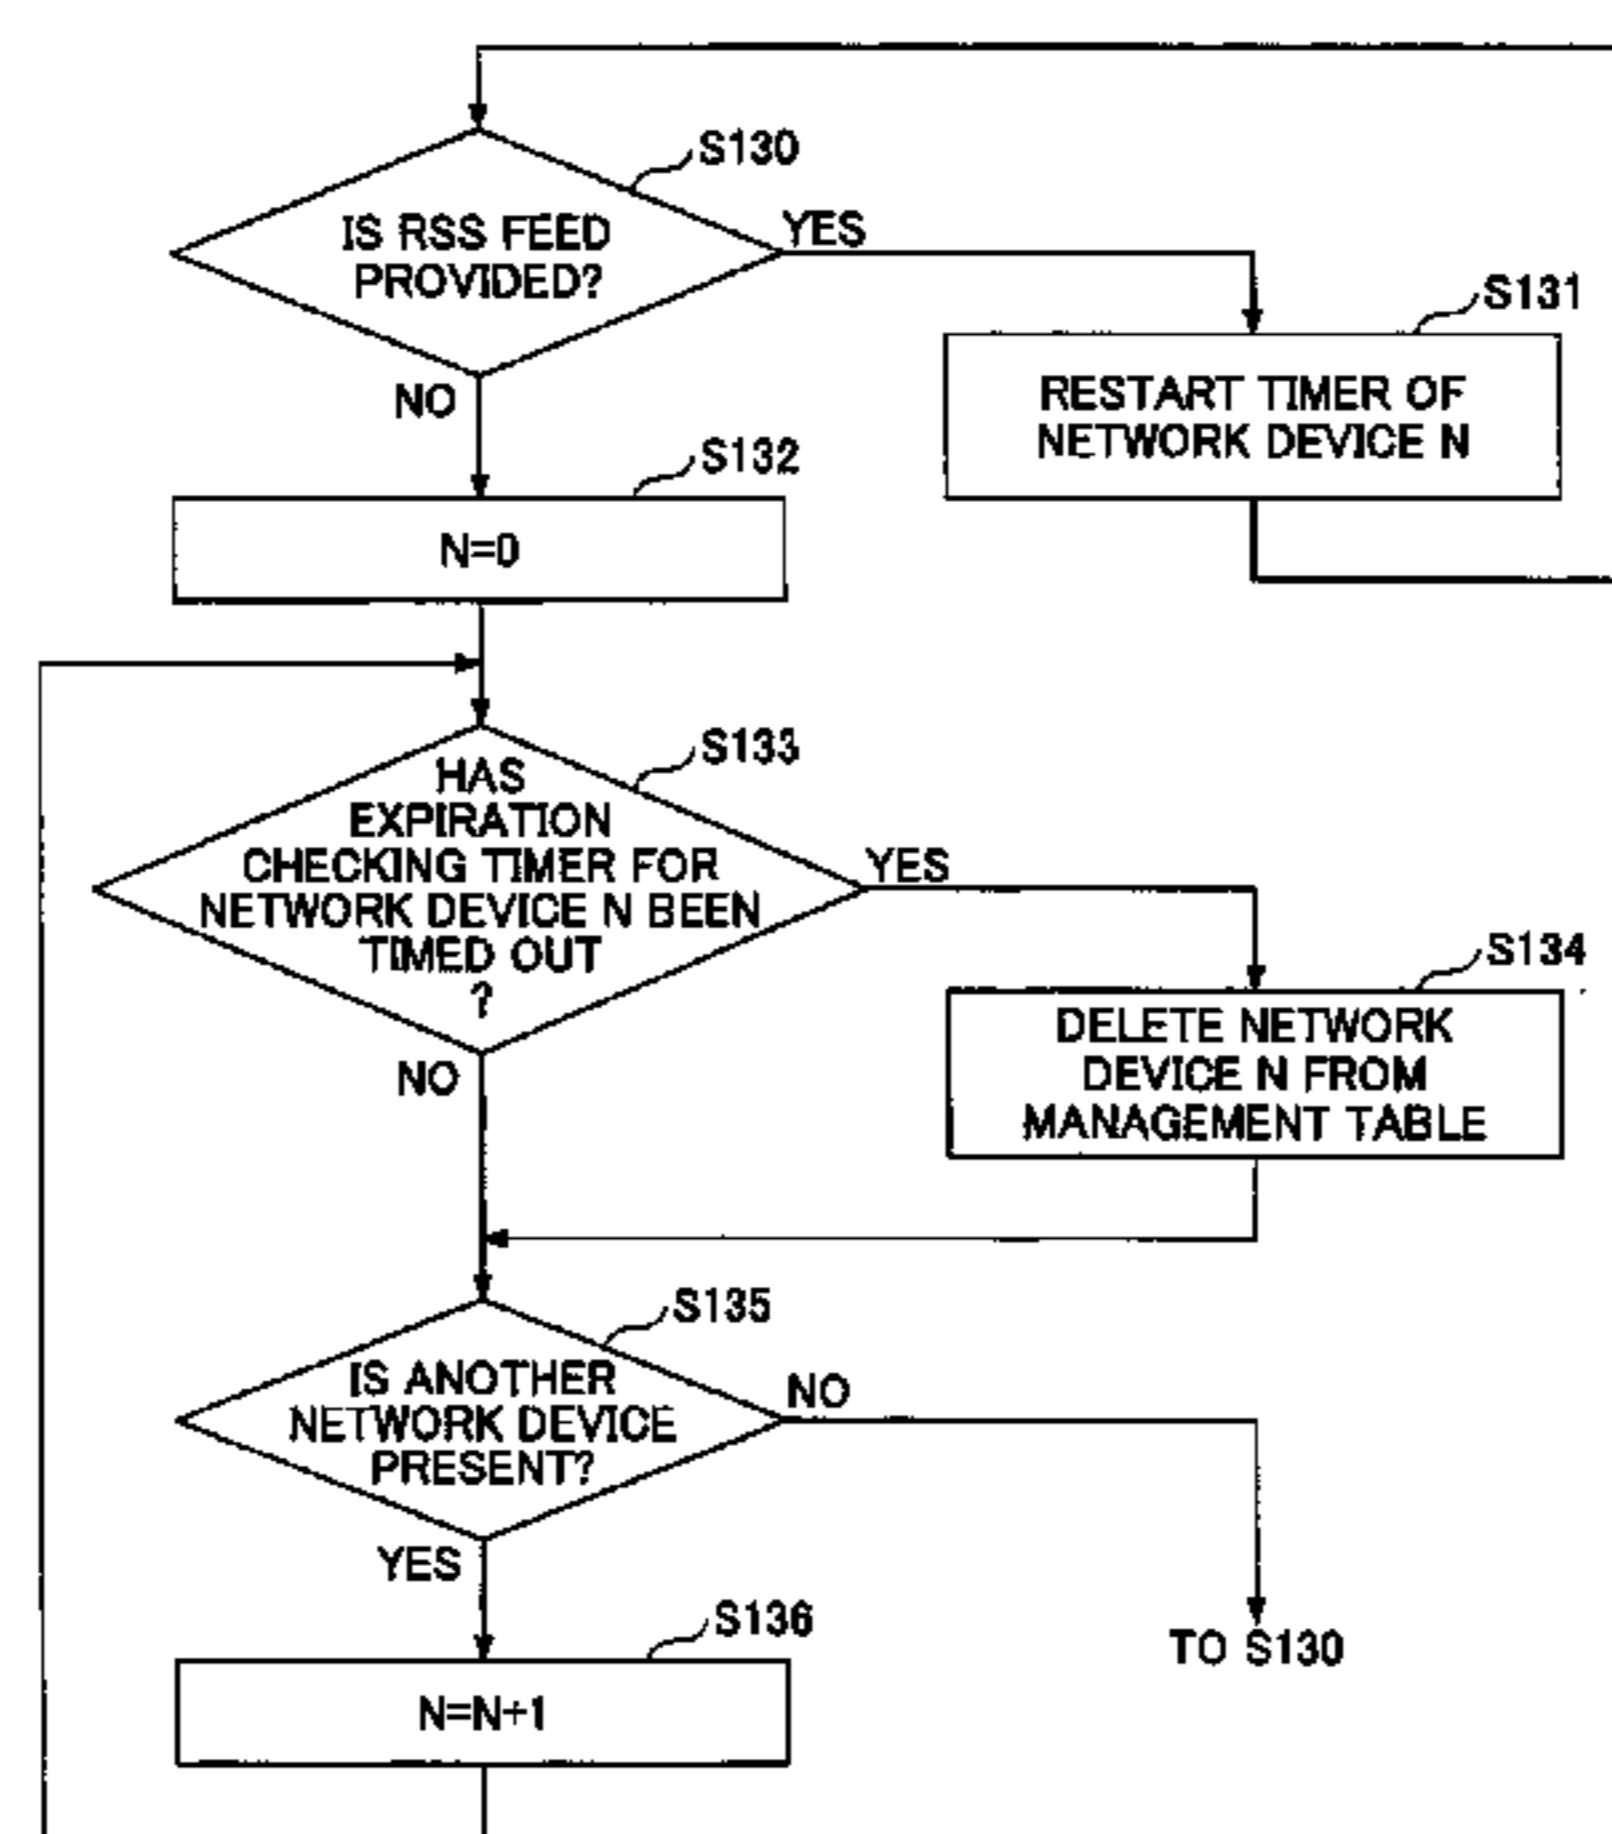 S130
IS RSS FEED
PROVIDED?
YES
S131
RESTART TIMER OF
NETWORK DEVICE N
NO
S132
N=0
S133
HAS
EXPIRATION
CHECKING TIMER FOR
NETWORK DEVICE N BEEN
TIMED OUT
?
YES
S134
DELETE NETWORK
DEVICE N FROM
MANAGEMENT TABLE
NO
S135
IS ANOTHER
NETWORK DEVICE
PRESENT?
NO
TO S130
YES
S136
N=N+1